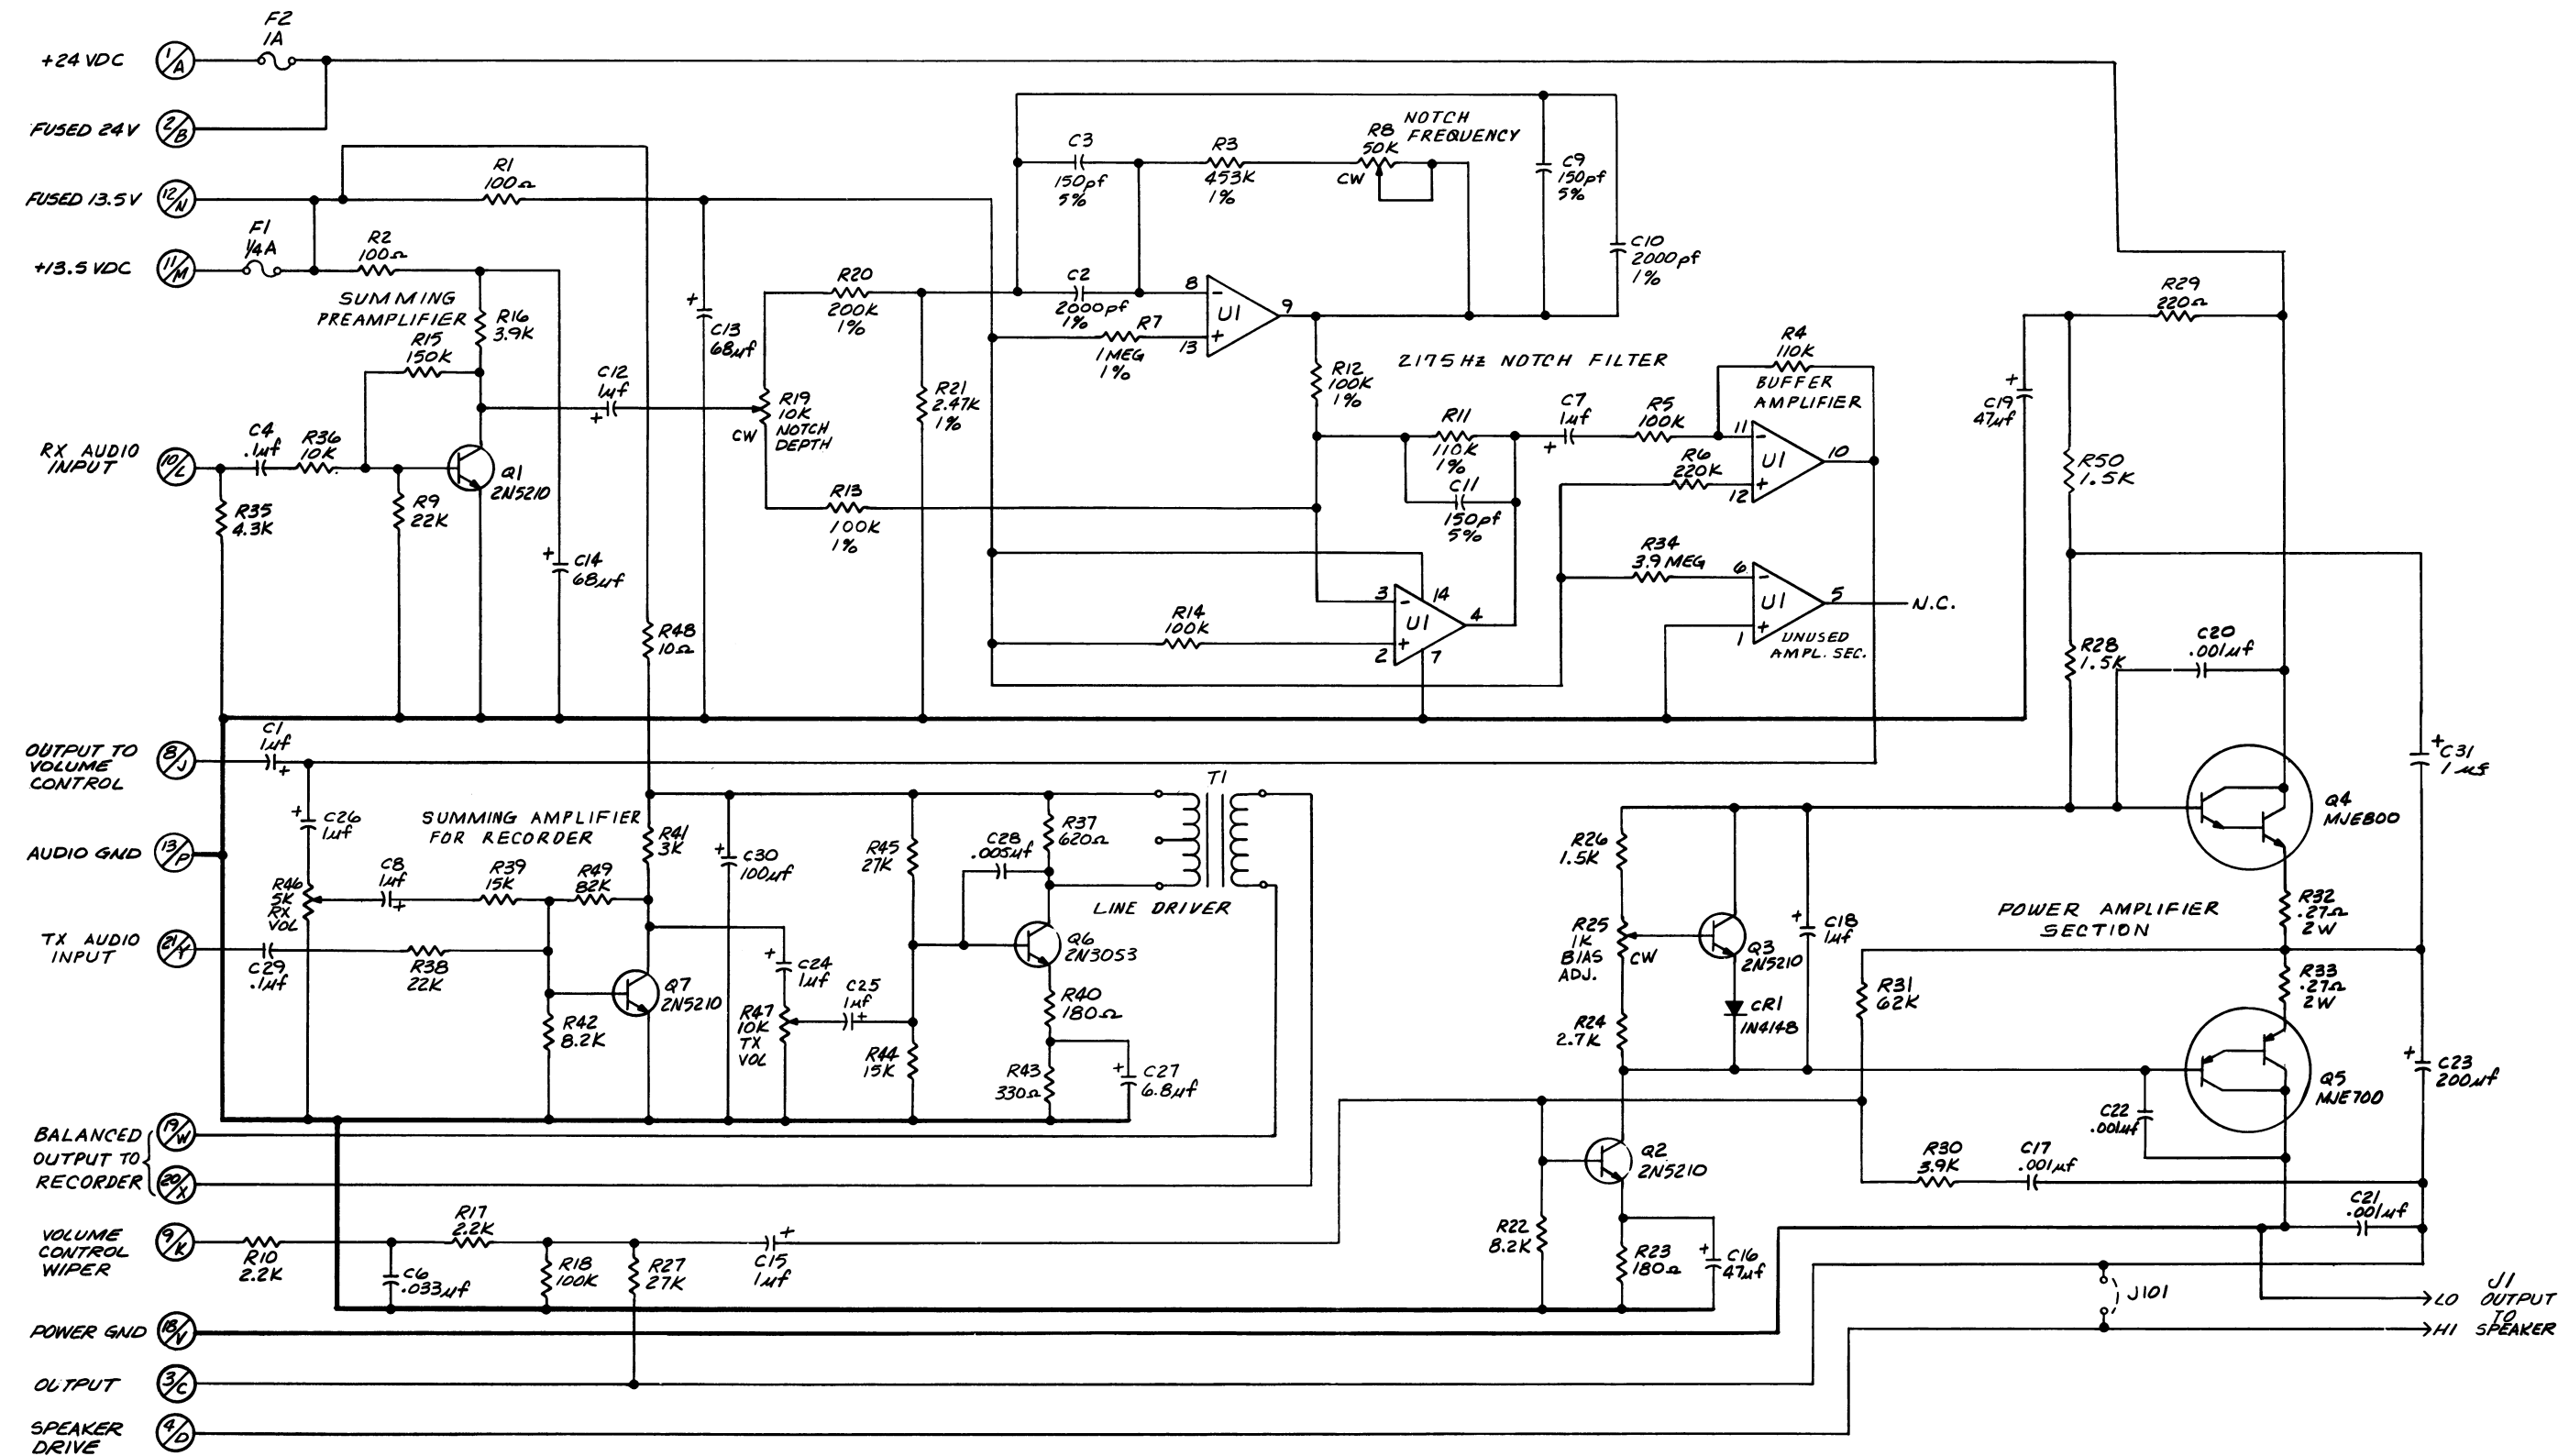 +24 VDC
1/A
F2
1A
FUSED 24V
2/B
FUSED 13.5V
12/N
R1
100Ω
+13.5 VDC
11/M
F1
1/4A
R2
100Ω
SUMMING
PREAMPLIFIER
R16
3.9K
R15
150K
C12
1µf
+
RX AUDIO
INPUT
10/L
C4
.1µf
R36
10K
R35
4.3K
R9
22K
Q1
2N5210
+
C14
68µf
+
C13
68µf
R48
10Ω
R20
200K
1%
R19
10K
NOTCH
DEPTH
CW
R13
100K
1%
R21
2.47K
1%
C3
150pf
5%
R3
453K
1%
R8
50K
CW
NOTCH
FREQUENCY
C9
150pf
5%
C10
2000pf
1%
C2
2000pf
1%
R7
1 MEG
1%
8
-
13
+
U1
9
R12
100K
1%
2175 Hz NOTCH FILTER
R11
110K
1%
C11
150pf
5%
C7
1µf
+
R5
100K
R4
110K
BUFFER
AMPLIFIER
R6
220K
11
-
12
+
U1
10
R34
3.9 MEG
6
-
1
+
U1
5
N.C.
UNUSED
AMPL. SEC.
R14
100K
3
-
2
+
U1
14
4
7
R29
220Ω
+
C19
47µf
R50
1.5K
R28
1.5K
C20
.001µf
+
C31
1 µf
OUTPUT TO
VOLUME
CONTROL
8/J
C1
1µf
+
AUDIO GND
13/P
+
C26
1µf
SUMMING AMPLIFIER
FOR RECORDER
R46
5K
RX
VOL
C8
1µf
+
R39
15K
R49
82K
R41
3K
TX AUDIO
INPUT
21/Y
C29
.1µf
R38
22K
R42
8.2K
Q7
2N5210
+
C30
100µf
+
C24
1µf
R47
10K
TX
VOL
C25
1µf
+
R45
27K
R44
15K
C28
.005µf
R37
620Ω
Q6
2N3053
R40
180Ω
R43
330Ω
+
C27
6.8µf
T1
LINE DRIVER
R26
1.5K
R25
1K
BIAS
ADJ.
CW
R24
2.7K
Q3
2N5210
CR1
1N4148
+
C18
1µf
POWER AMPLIFIER
SECTION
Q4
MJE800
R32
.27Ω
2W
R33
.27Ω
2W
R31
62K
Q5
MJE700
+
C23
200µf
C22
.001µf
R30
3.9K
C17
.001µf
C21
.001µf
Q2
2N5210
R22
8.2K
R23
180Ω
+
C16
47µf
BALANCED
OUTPUT TO
RECORDER
19/W
20/X
VOLUME
CONTROL
WIPER
9/K
R10
2.2K
R17
2.2K
C6
.033µf
R18
100K
R27
27K
C15
1µf
+
POWER GND
18/V
OUTPUT
3/C
SPEAKER
DRIVE
4/D
J101
LO
HI
J1
OUTPUT
TO
SPEAKER